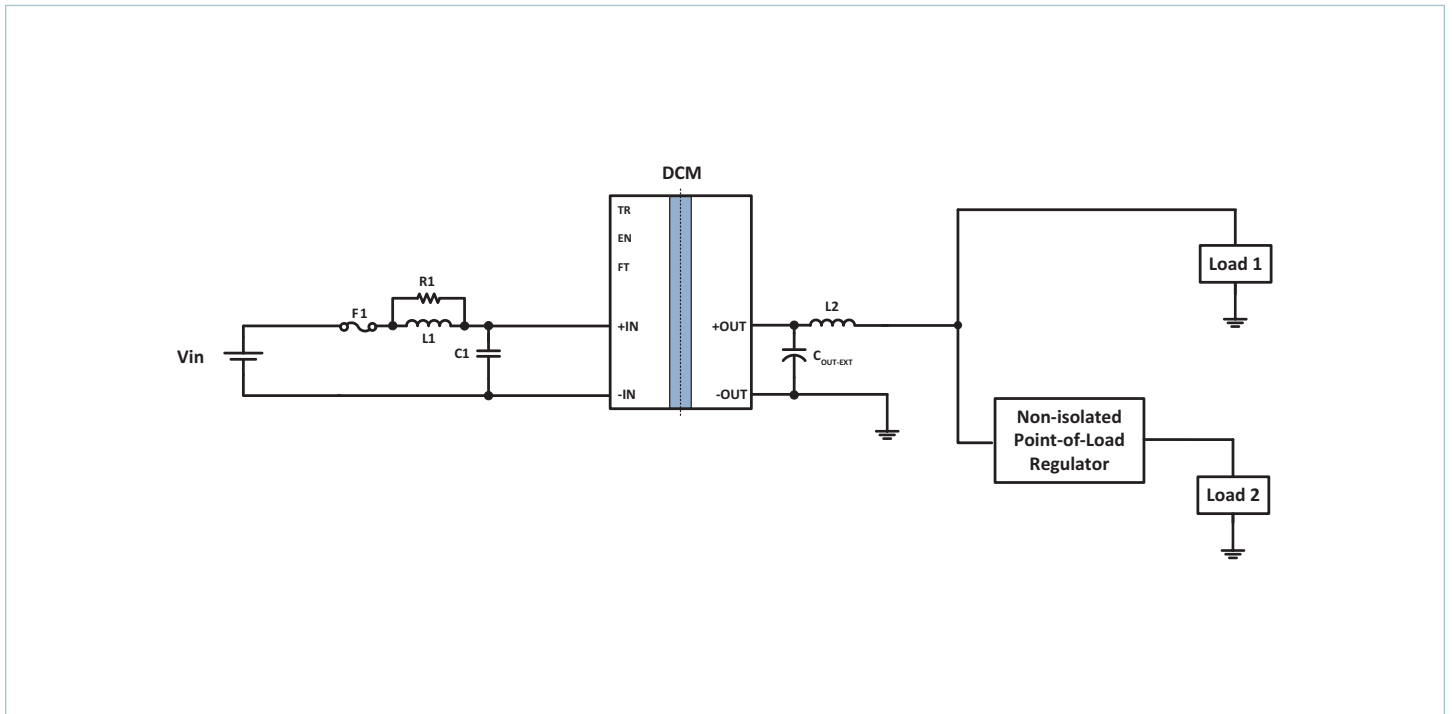 DCM
TR
EN
FT
R1
F1
L1
C1
Vin
+IN
-IN
+OUT
-OUT
L2
COUT-EXT
Load 1
Non-isolated
Point-of-Load
Regulator
Load 2